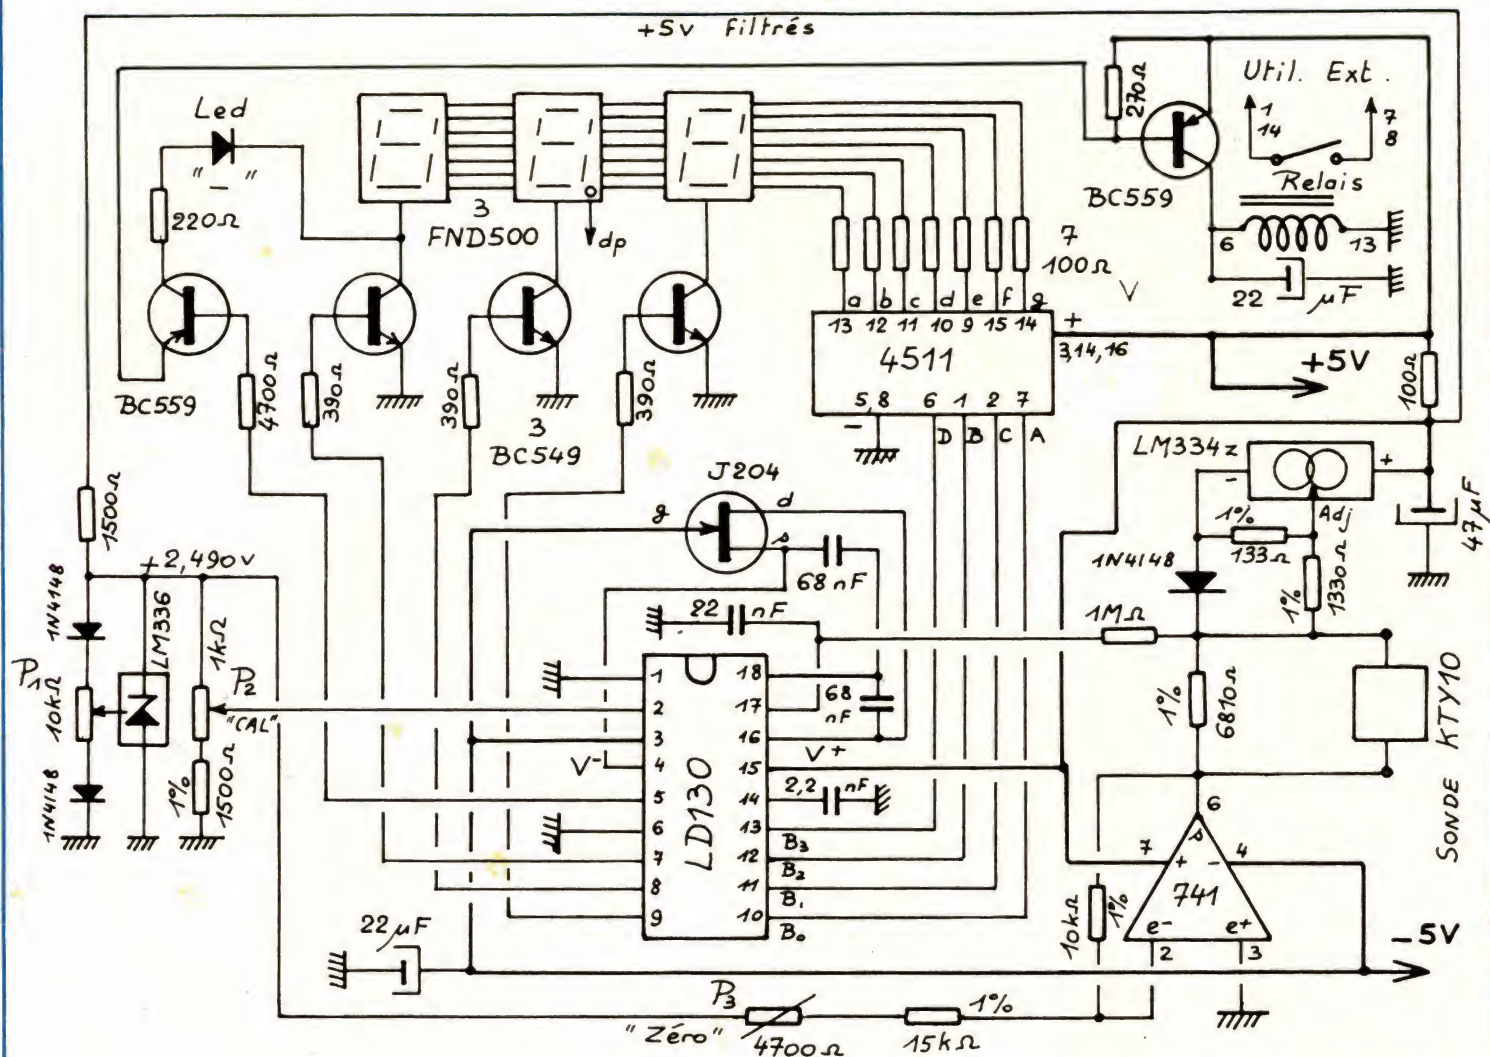 +5v filtrés
Led
"-"
220Ω
BC559
4700Ω
390Ω
390Ω
390Ω
3
FND500
dp
3
BC549
270Ω
BC559
Util. Ext.
1
14
7
8
Relais
6
13
22 µF
7
100Ω
V
a b c d e f g
13 12 11 10 9 15 14
4511
+
3,14,16
+5V
5,8 6 1 2 7
-
D B C A
100Ω
LM334z
-
+
Adj
47µF
1%
133Ω
1N4148
1%
1330Ω
1MΩ
J204
g
d
s
68nF
22 nF
1500Ω
+2,490v
1N4148
LM336
1kΩ
P1
10kΩ
P2
"CAL"
1N4148
1%
1500Ω
1
2
3
V-
4
5
6
7
8
9
LD130
18
17
16
V+
15
14
13
12
11
10
68
nF
2,2 nF
B3
B2
B1
B0
1%
6810Ω
SONDE KTY10
6
s
7
+
-
4
741
e-
e+
2
3
10kΩ
1%
-5V
22µF
P3
"Zéro"
4700Ω
1%
15kΩ